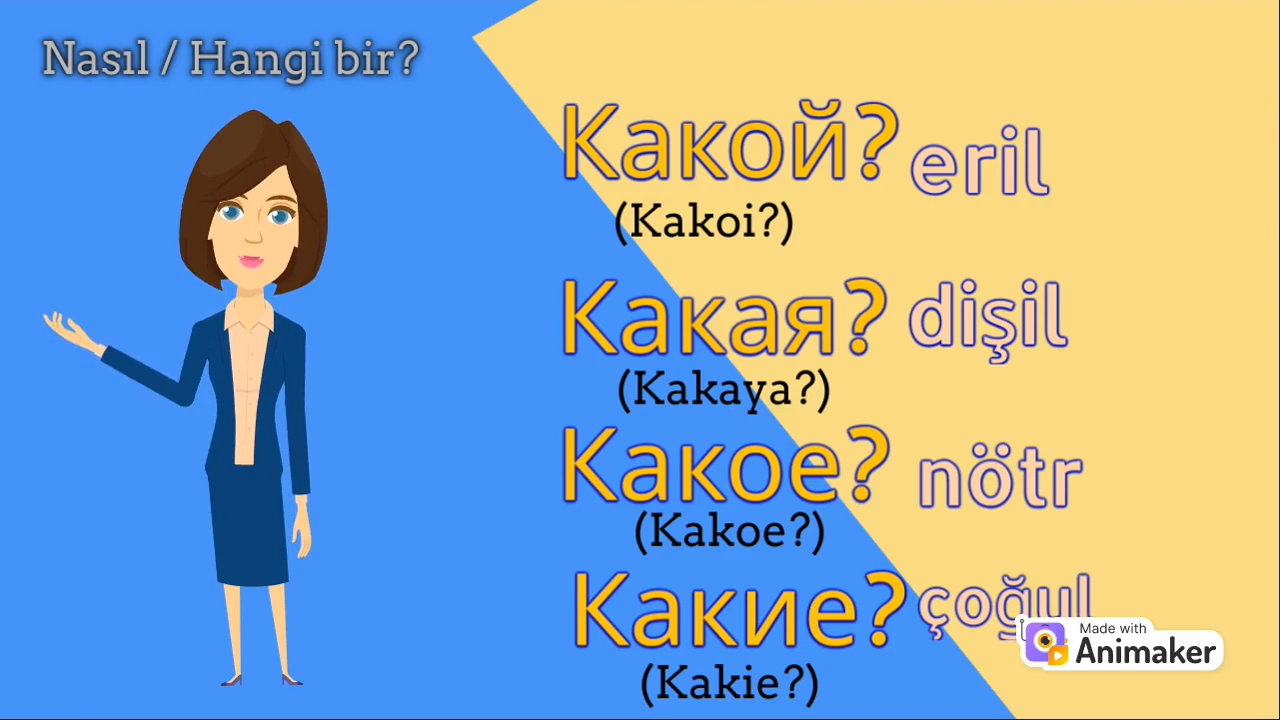 Nasıl / Hangi bir?
Какой? eril
(Kakoi?)
Какая? dişil
(Kakaya?)
Какое? nötr
(Kakoe?)
Какие? çoğul
(Kakie?)
Made with
Animaker